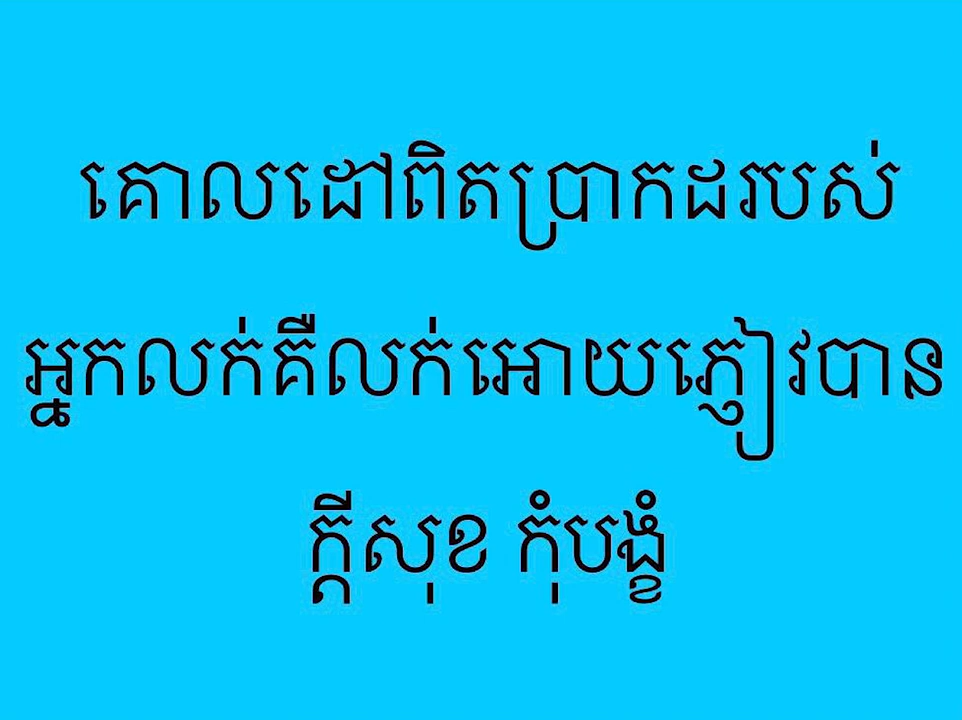 គោលដៅពិតប្រាកដរបស់
អ្នកលក់គឺលក់អោយភ្ញៀវបាន
ក្តីសុខ កុំបង្ខំ